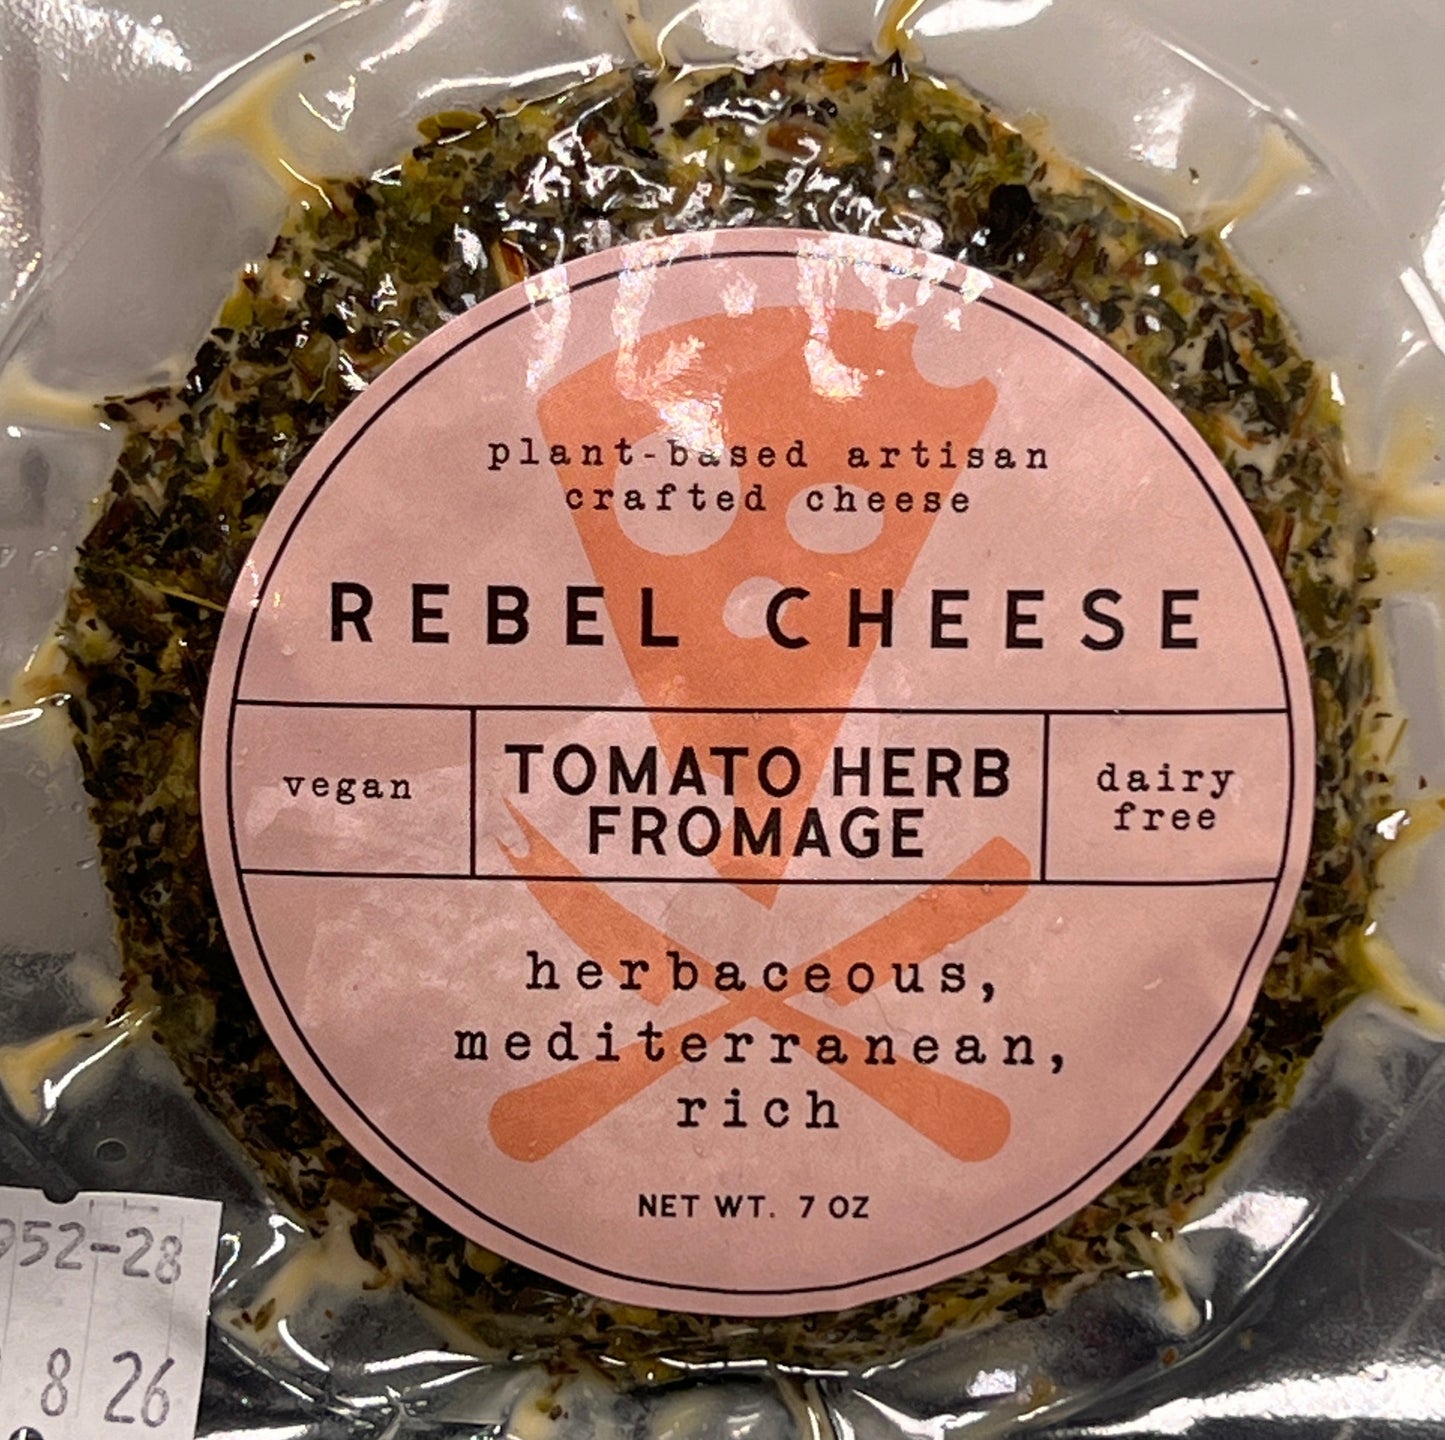 plant-based artisan
crafted cheese
REBEL CHEESE
vegan
TOMATO HERB
FROMAGE
dairy
free
herbaceous,
mediterranean,
rich
NET WT. 7 OZ
952-28
8 26